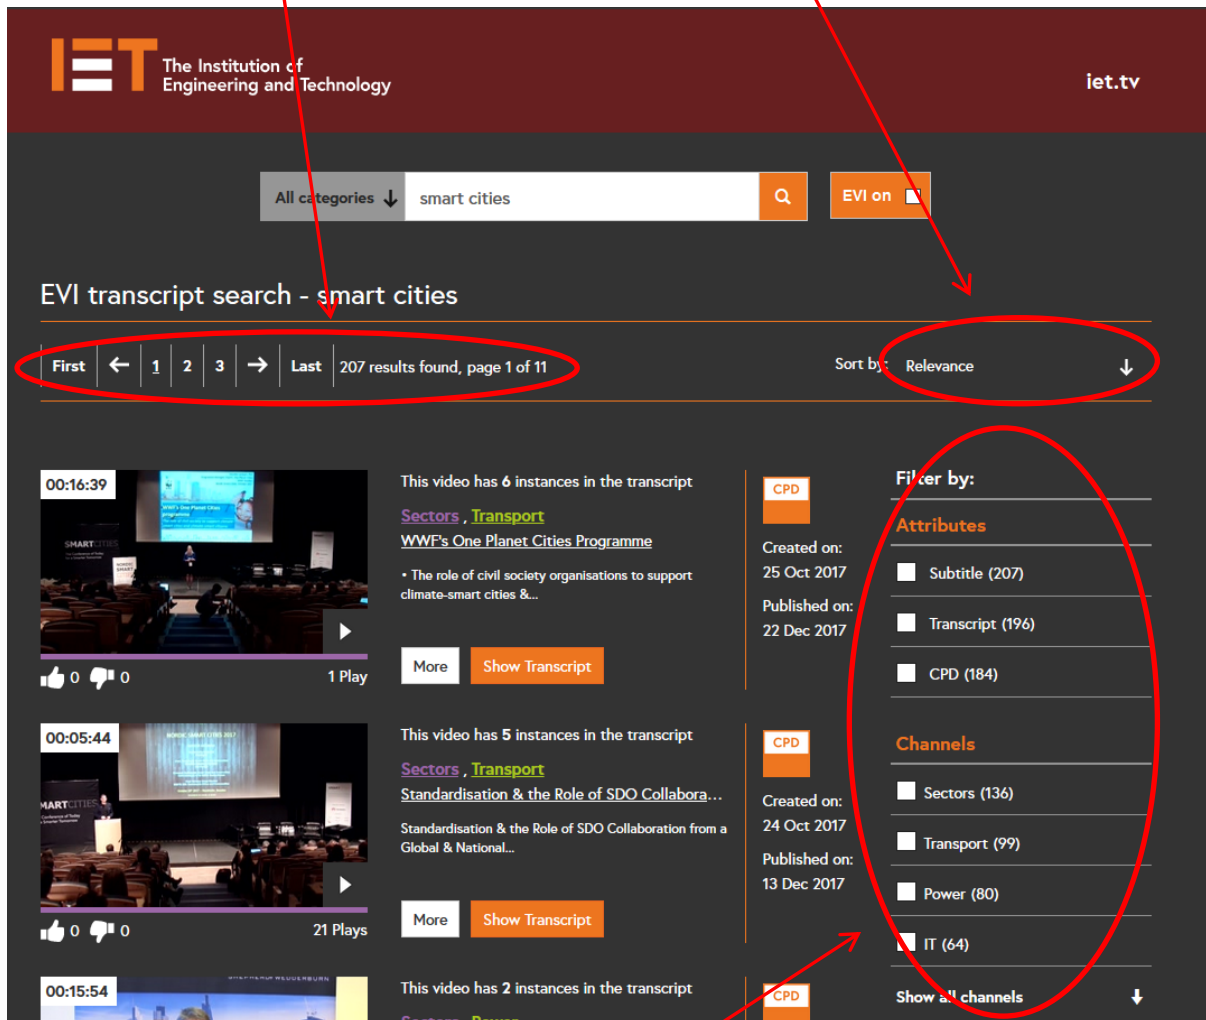 IET
The Institution of
Engineering and Technology
iet.tv
All categories
smart cities
EVI on
EVI transcript search - smart cities
First
1
2
3
Last
207 results found, page 1 of 11
Sort by:
Relevance
00:16:39
This video has 6 instances in the transcript
Sectors , Transport
WWF's One Planet Cities Programme
• The role of civil society organisations to support
climate-smart cities &...
More
Show Transcript
0
0
1 Play
CPD
Created on:
25 Oct 2017
Published on:
22 Dec 2017
00:05:44
This video has 5 instances in the transcript
Sectors , Transport
Standardisation & the Role of SDO Collabora...
Standardisation & the Role of SDO Collaboration from a
Global & National...
More
Show Transcript
0
0
21 Plays
CPD
Created on:
24 Oct 2017
Published on:
13 Dec 2017
00:15:54
This video has 2 instances in the transcript
Sectors , Power
CPD
Filter by:
Attributes
Subtitle (207)
Transcript (196)
CPD (184)
Channels
Sectors (136)
Transport (99)
Power (80)
IT (64)
Show all channels